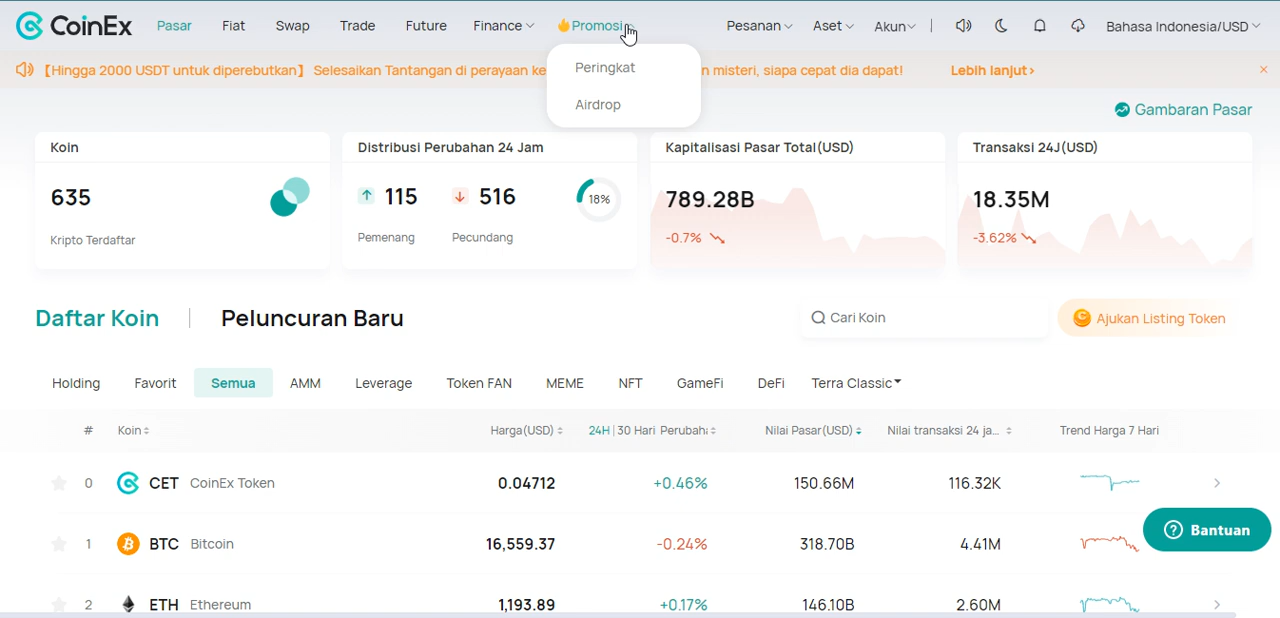 CoinEx Pasar Fiat Swap Trade Future Finance Promosi Pesanan Aset Akun Bahasa Indonesia/USD
【Hingga 2000 USDT untuk diperebutkan】 Selesaikan Tantangan di perayaan ke misteri, siapa cepat dia dapat! Lebih lanjut
Peringkat
Airdrop
Gambaran Pasar
Koin
635
Kripto Terdaftar
Distribusi Perubahan 24 Jam
115 516 18%
Pemenang Pecundang
Kapitalisasi Pasar Total(USD)
789.28B
-0.7%
Transaksi 24J(USD)
18.35M
-3.62%
Daftar Koin | Peluncuran Baru
Cari Koin
Ajukan Listing Token
Holding Favorit Semua AMM Leverage Token FAN MEME NFT GameFi DeFi Terra Classic
# Koin Harga(USD) 24H | 30 Hari Nilai Pasar(USD) Nilai transaksi 24 ja... Trend Harga 7 Hari
0 CET CoinEx Token 0.04712 +0.46% 150.66M 116.32K
1 BTC Bitcoin 16,559.37 -0.24% 318.70B 4.41M
Bantuan
2 ETH Ethereum 1,193.89 +0.17% 146.10B 2.60M